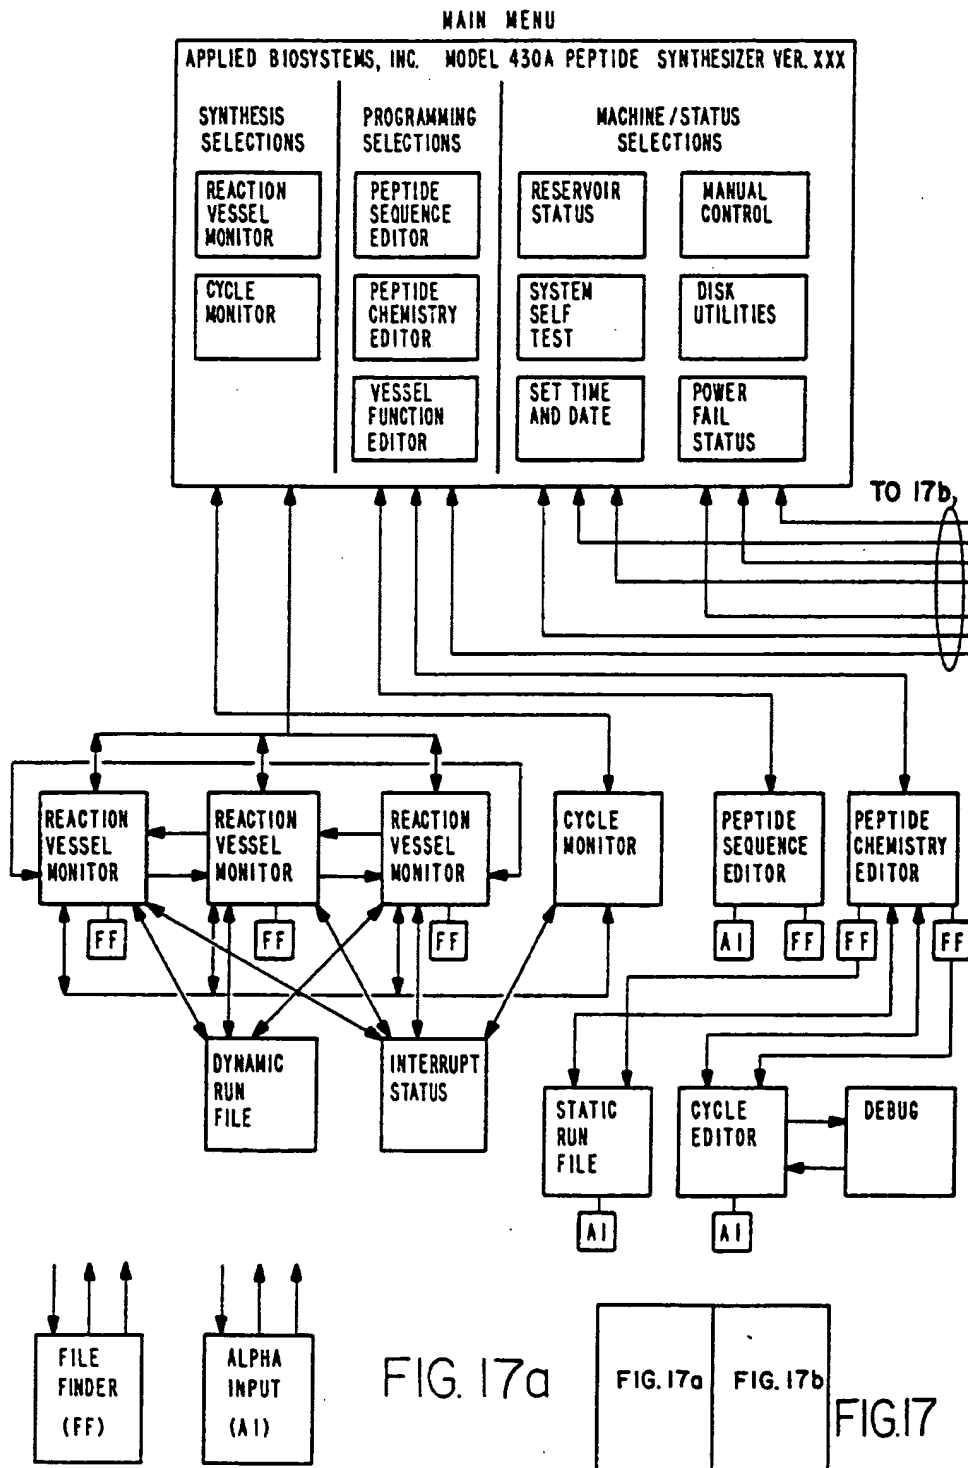 MAIN MENU
APPLIED BIOSYSTEMS, INC. MODEL 430A PEPTIDE SYNTHESIZER VER. XXX
SYNTHESIS
SELECTIONS
PROGRAMMING
SELECTIONS
MACHINE/STATUS
SELECTIONS
REACTION
VESSEL
MONITOR
PEPTIDE
SEQUENCE
EDITOR
RESERVOIR
STATUS
MANUAL
CONTROL
CYCLE
MONITOR
PEPTIDE
CHEMISTRY
EDITOR
SYSTEM
SELF
TEST
DISK
UTILITIES
VESSEL
FUNCTION
EDITOR
SET TIME
AND DATE
POWER
FAIL
STATUS
TO 17b,
REACTION
VESSEL
MONITOR
REACTION
VESSEL
MONITOR
REACTION
VESSEL
MONITOR
CYCLE
MONITOR
PEPTIDE
SEQUENCE
EDITOR
PEPTIDE
CHEMISTRY
EDITOR
FF
FF
FF
AI
FF
FF
FF
DYNAMIC
RUN
FILE
INTERRUPT
STATUS
STATIC
RUN
FILE
CYCLE
EDITOR
DEBUG
AI
AI
FILE
FINDER
(FF)
ALPHA
INPUT
(AI)
FIG. 17a
FIG. 17a
FIG. 17b
FIG.17